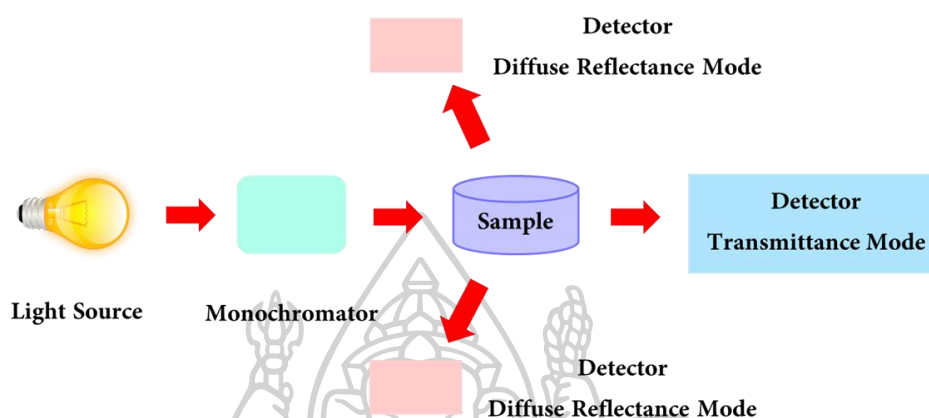 Detector
Diffuse Reflectance Mode
Sample
Detector
Transmittance Mode
Light Source
Monochromator
Detector
Diffuse Reflectance Mode